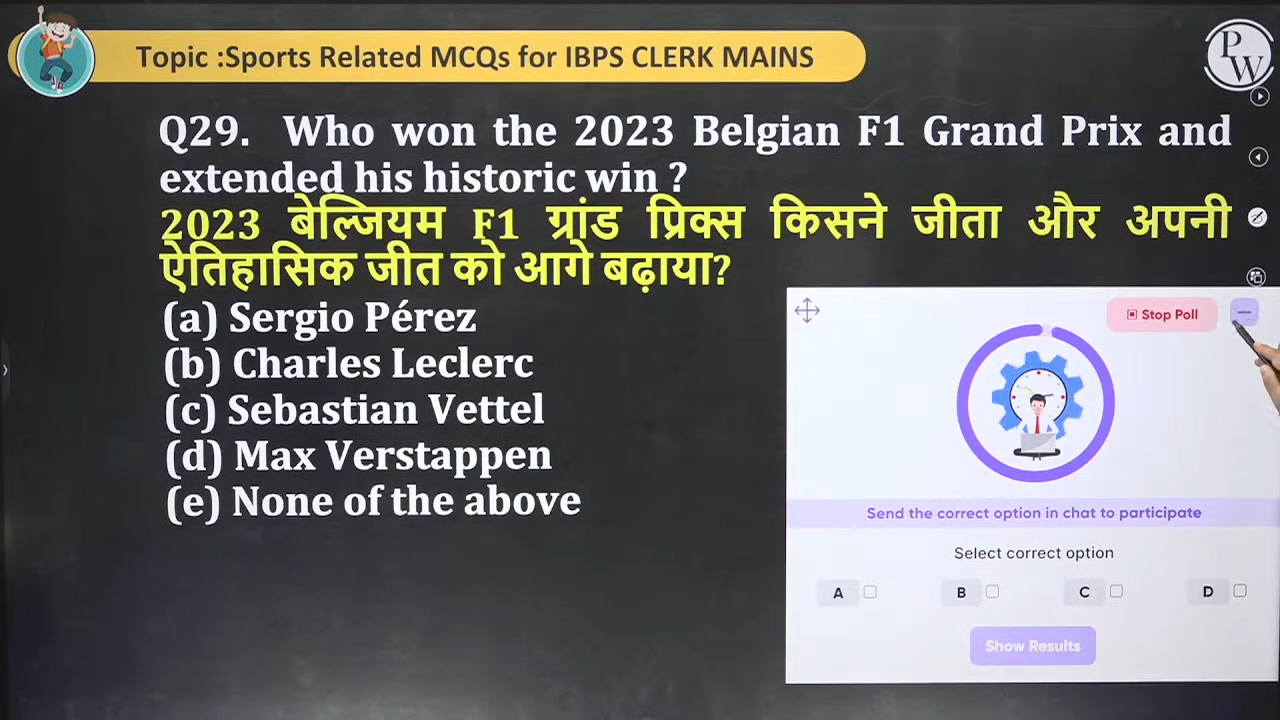 Topic :Sports Related MCQs for IBPS CLERK MAINS
P
W
Q29. Who won the 2023 Belgian F1 Grand Prix and
extended his historic win ?
2023 बेल्जियम F1 ग्रांड प्रिक्स किसने जीता और अपनी
ऐतिहासिक जीत को आगे बढ़ाया?
(a) Sergio Pérez
(b) Charles Leclerc
(c) Sebastian Vettel
(d) Max Verstappen
(e) None of the above
Stop Poll
Send the correct option in chat to participate
Select correct option
A B C D
Show Results